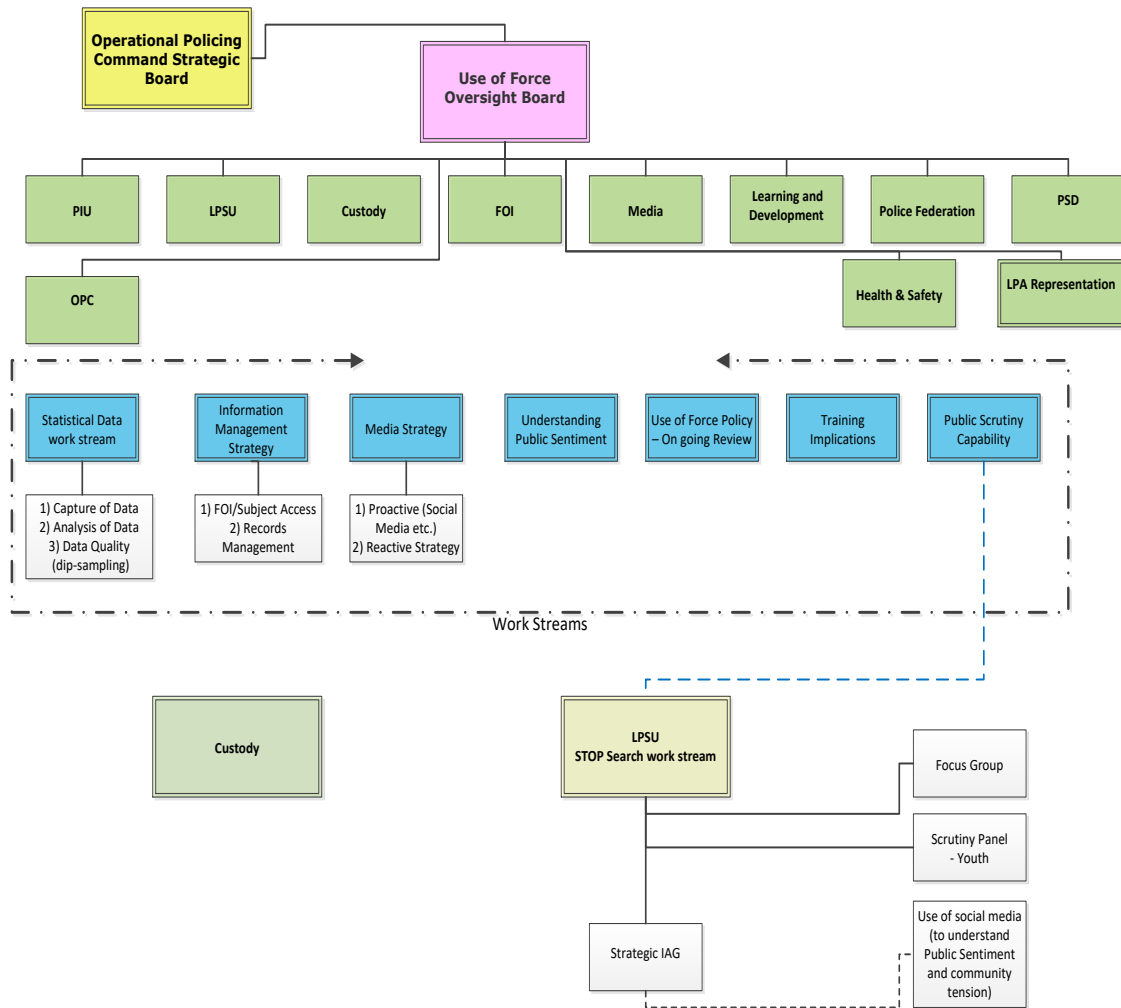 Operational Policing
Command Strategic
Board
Use of Force
Oversight Board
PIU
LPSU
Custody
FOI
Media
Learning and
Development
Police Federation
PSD
OPC
Health & Safety
LPA Representation
Statistical Data
work stream
Information
Management
Strategy
Media Strategy
Understanding
Public Sentiment
Use of Force Policy
– On going Review
Training
Implications
Public Scrutiny
Capability
1) Capture of Data
2) Analysis of Data
3) Data Quality
(dip-sampling)
1) FOI/Subject Access
2) Records
Management
1) Proactive (Social
Media etc.)
2) Reactive Strategy
Work Streams
Custody
LPSU
STOP Search work stream
Focus Group
Scrutiny Panel
- Youth
Strategic IAG
Use of social media
(to understand
Public Sentiment
and community
tension)